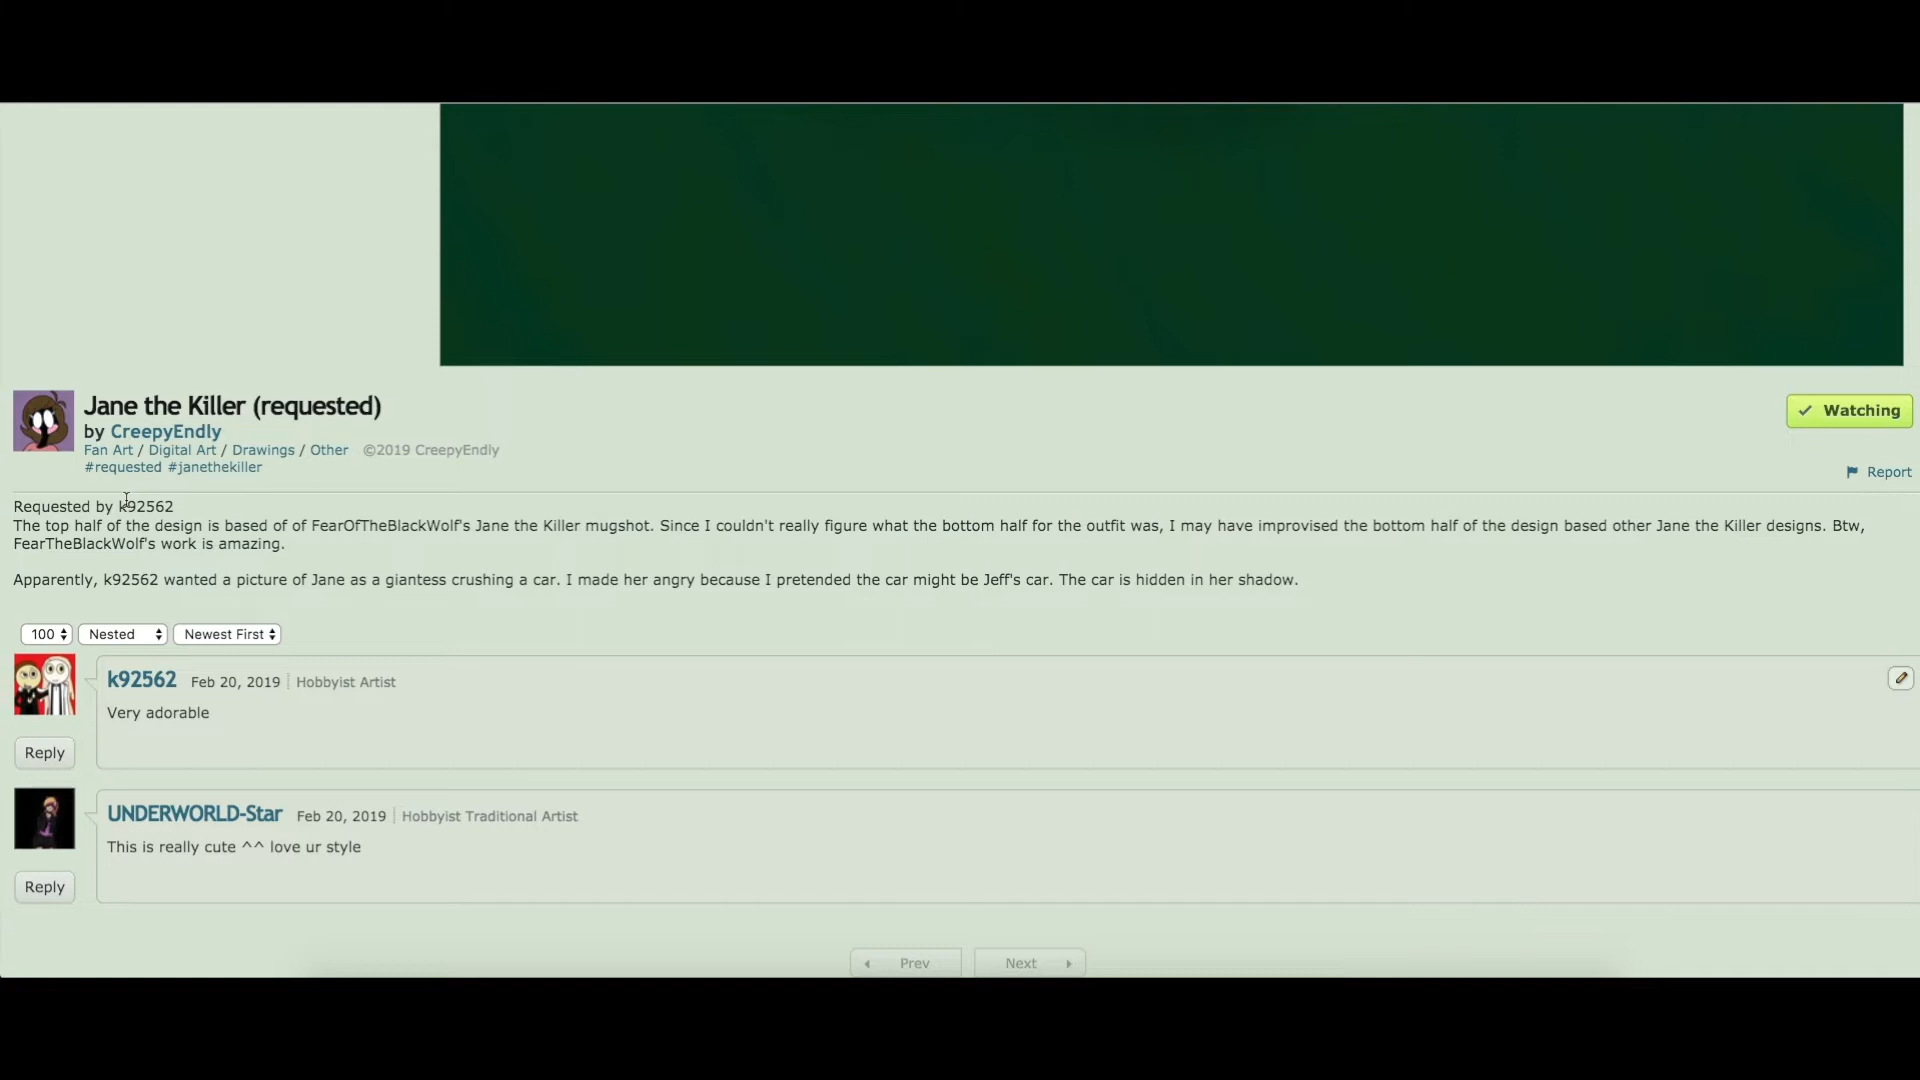 Jane the Killer (requested)
by CreepyEndly
Fan Art / Digital Art / Drawings / Other ©2019 CreepyEndly
#requested #janethekiller
Watching
Report
Requested by k92562
The top half of the design is based of of FearOfTheBlackWolf's Jane the Killer mugshot. Since I couldn't really figure what the bottom half for the outfit was, I may have improvised the bottom half of the design based other Jane the Killer designs. Btw,
FearTheBlackWolf's work is amazing.
Apparently, k92562 wanted a picture of Jane as a giantess crushing a car. I made her angry because I pretended the car might be Jeff's car. The car is hidden in her shadow.
100 Nested Newest First
k92562 Feb 20, 2019 Hobbyist Artist
Very adorable
Reply
UNDERWORLD-Star Feb 20, 2019 Hobbyist Traditional Artist
This is really cute ^^ love ur style
Reply
Prev Next